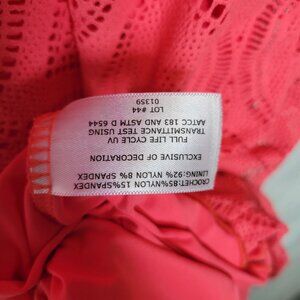 CROCHET:85%NYLON 15%SPANDEX
LINING:92% NYLON 8% SPANDEX
EXCLUSIVE OF DECORATION
FULL LIFE CYCLE UV
TRANSMITTANCE TEST USING
AATCC 183 AND ASTM D 6544
LOT #44
01359